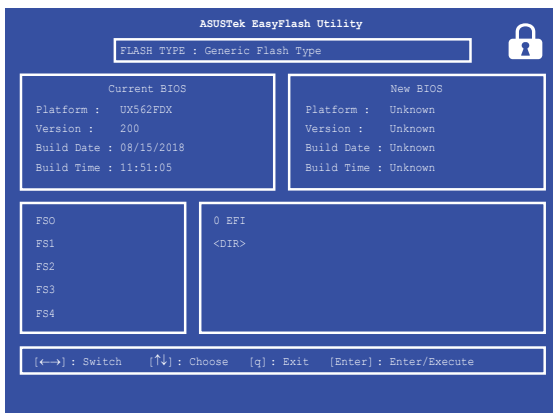 ASUSTek EasyFlash Utility
FLASH TYPE : Generic Flash Type
Current BIOS
Platform : UX562FDX
Version : 200
Build Date : 08/15/2018
Build Time : 11:51:05
New BIOS
Platform : Unknown
Version : Unknown
Build Date : Unknown
Build Time : Unknown
FSO
FS1
FS2
FS3
FS4
0 EFI
<DIR>
[←→] : Switch [↑↓] : Choose [q] : Exit [Enter] : Enter/Execute